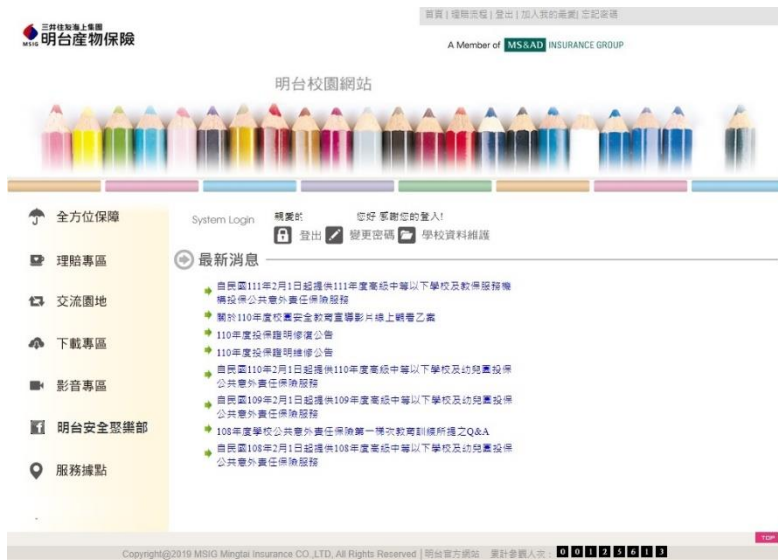 首頁 | 理賠流程 | 登出 | 加入我的最愛| 忘記密碼
三井住友海上集團
MSIG 明台產物保險
A Member of MS&AD INSURANCE GROUP
明台校園網站
全方位保障
理賠專區
交流園地
下載專區
影音專區
明台安全聚樂部
服務據點
System Login 親愛的 您好 感謝您的登入!
登出 變更密碼 學校資料維護
最新消息
自民國111年2月1日起提供111年度高級中等以下學校及教保服務機
構投保公共意外責任保險服務
關於110年度校園安全教育宣導影片線上觀看乙案
110年度投保證明修復公告
110年度投保證明維修公告
自民國110年2月1日起提供110年度高級中等以下學校及幼兒園投保
公共意外責任保險服務
自民國109年2月1日起提供109年度高級中等以下學校及幼兒園投保
公共意外責任保險服務
108年度學校公共意外責任保險第一梯次教育訓練所提之Q&A
自民國108年2月1日起提供108年度高級中等以下學校及幼兒園投保
公共意外責任保險服務
TOP
Copyright@2019 MSIG Mingtai Insurance CO.,LTD, All Rights Reserved | 明台官方網站 累計參觀人次： 00125613